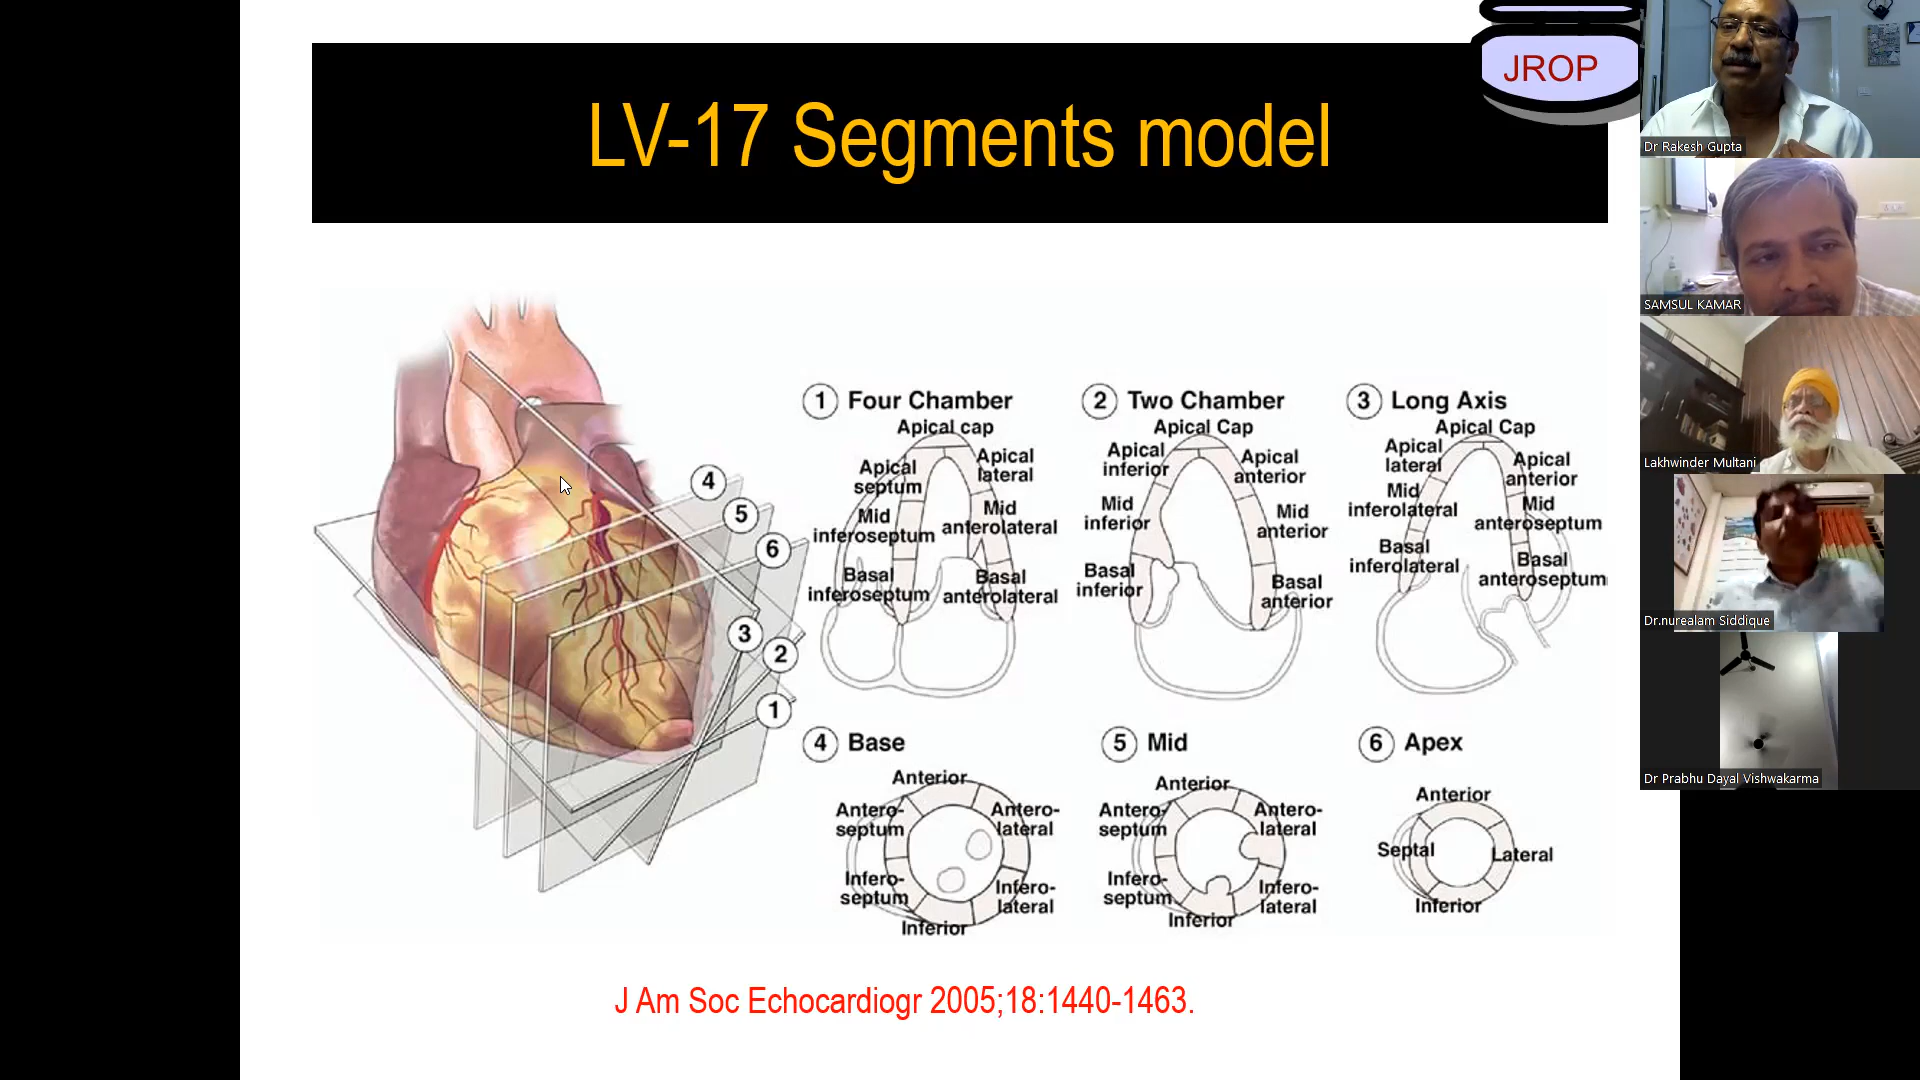 LV-17 Segments model
JROP
4
5
6
3
2
1
1 Four Chamber
Apical cap
Apical
septum
Apical
lateral
Mid
inferoseptum
Mid
anterolateral
Basal
inferoseptum
Basal
anterolateral
2 Two Chamber
Apical Cap
Apical
inferior
Apical
anterior
Mid
inferior
Mid
anterior
Basal
inferior
Basal
anterior
3 Long Axis
Apical Cap
Apical
lateral
Apical
anterior
Mid
inferolateral
Mid
anteroseptum
Basal
inferolateral
Basal
anteroseptum
4 Base
Anterior
Antero-
septum
Antero-
lateral
Infero-
septum
Infero-
lateral
Inferior
5 Mid
Anterior
Antero-
septum
Antero-
lateral
Infero-
septum
Infero-
lateral
Inferior
6 Apex
Anterior
Septal
Lateral
Inferior
J Am Soc Echocardiogr 2005;18:1440-1463.
Dr Rakesh Gupta
SAMSUL KAMAR
Lakhwinder Multani
Dr.nurealam Siddique
Dr Prabhu Dayal Vishwakarma